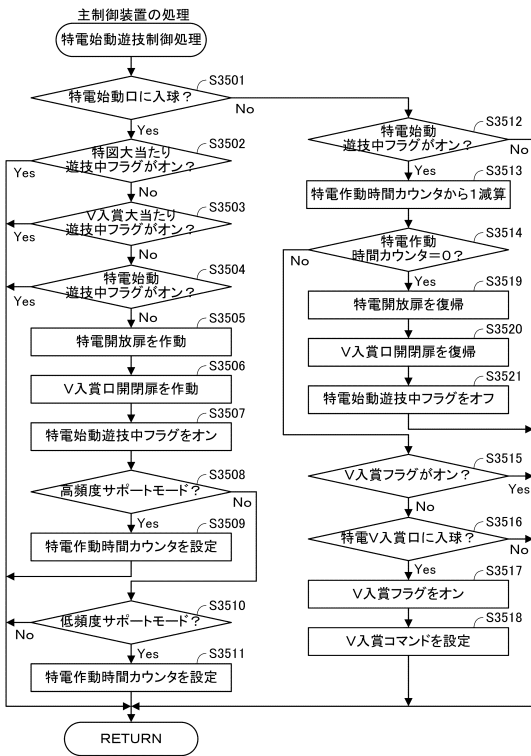 主制御装置の処理
特電始動遊技制御処理
S3501
特電始動口に入球？
No
Yes
S3502
特図大当たり
遊技中フラグがオン？
Yes
No
S3503
V入賞大当たり
遊技中フラグがオン？
Yes
No
S3504
特電始動
遊技中フラグがオン？
Yes
No
S3505
特電開放扉を作動
S3506
V入賞口開閉扉を作動
S3507
特電始動遊技中フラグをオン
S3508
高頻度サポートモード？
No
Yes
S3509
特電作動時間カウンタを設定
S3510
低頻度サポートモード？
No
Yes
S3511
特電作動時間カウンタを設定
RETURN
S3512
特電始動
遊技中フラグがオン？
No
Yes
S3513
特電作動時間カウンタから1減算
S3514
特電作動
時間カウンタ=0？
No
Yes
S3519
特電開放扉を復帰
S3520
V入賞口開閉扉を復帰
S3521
特電始動遊技中フラグをオフ
S3515
V入賞フラグがオン？
Yes
No
S3516
特電V入賞口に入球？
No
Yes
S3517
V入賞フラグをオン
S3518
V入賞コマンドを設定